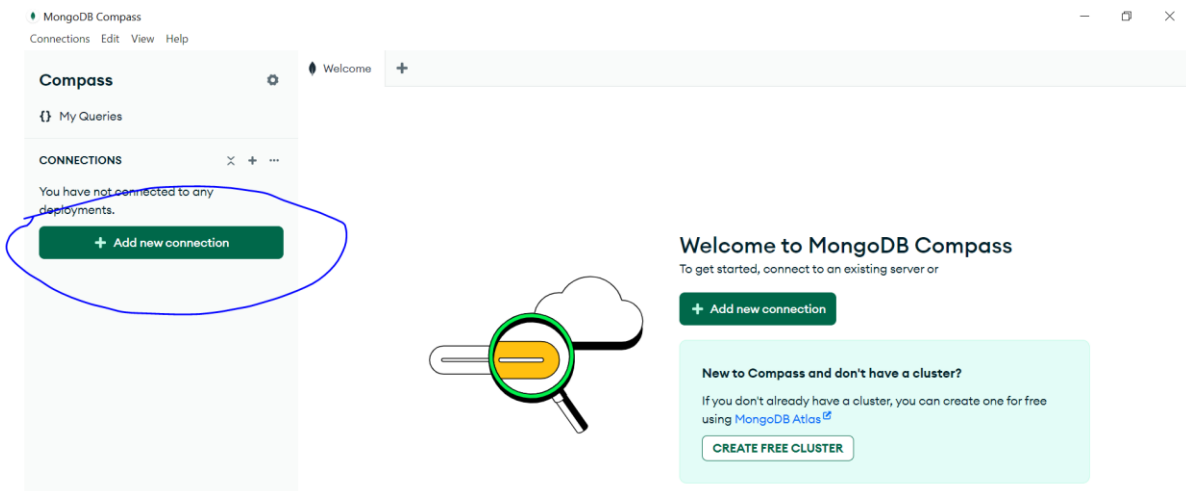 MongoDB Compass
Connections Edit View Help
Compass
{} My Queries
CONNECTIONS
You have not connected to any
deployments.
+ Add new connection
Welcome
Welcome to MongoDB Compass
To get started, connect to an existing server or
+ Add new connection
New to Compass and don't have a cluster?
If you don't already have a cluster, you can create one for free
using MongoDB Atlas
CREATE FREE CLUSTER